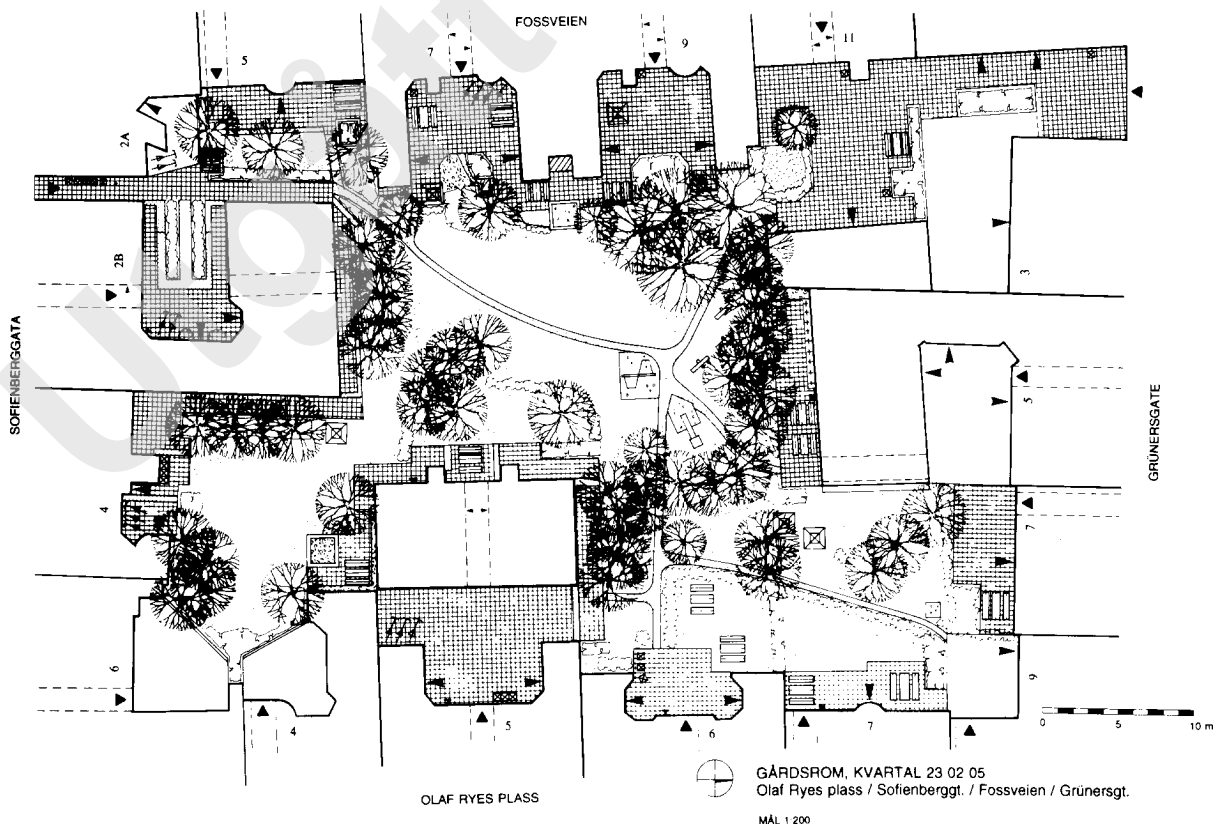 FOSSVEIEN
5
7
9
11
2A
2B
3
SOFIENBERGGATA
GRÜNERSGATE
5
4
7
6
9
4
5
6
7
0 5 10 m
GÅRDSROM, KVARTAL 23 02 05
Olaf Ryes plass / Sofienberggt. / Fossveien / Grünersgt.
OLAF RYES PLASS
MÅL 1:200